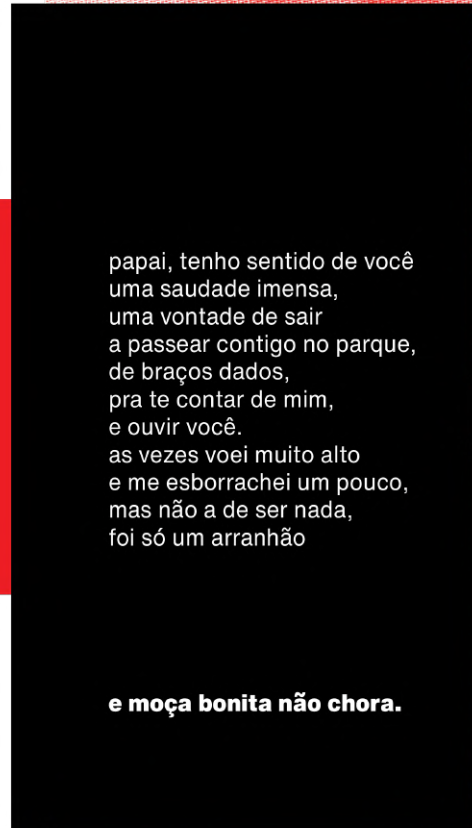 papai, tenho sentido de você
uma saudade imensa,
uma vontade de sair
a passear contigo no parque,
de braços dados,
pra te contar de mim,
e ouvir você.
as vezes voei muito alto
e me esborrachei um pouco,
mas não a de ser nada,
foi só um arranhão
e moça bonita não chora.